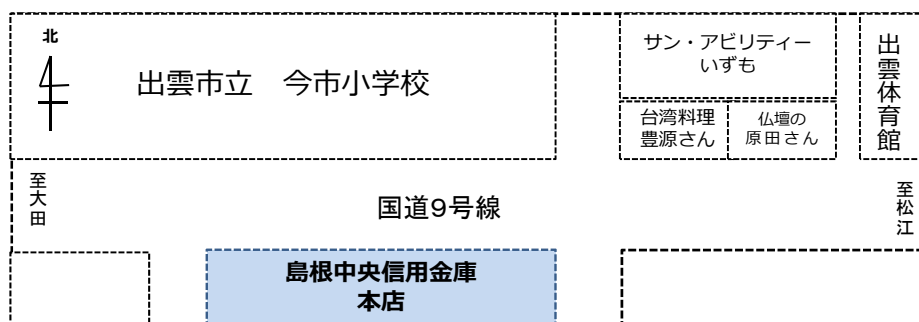 北
出雲市立　今市小学校
サン・アビリティー
いずも
台湾料理
豊源さん
仏壇の
原田さん
出雲体育館
至大田
国道9号線
至松江
島根中央信用金庫
本店